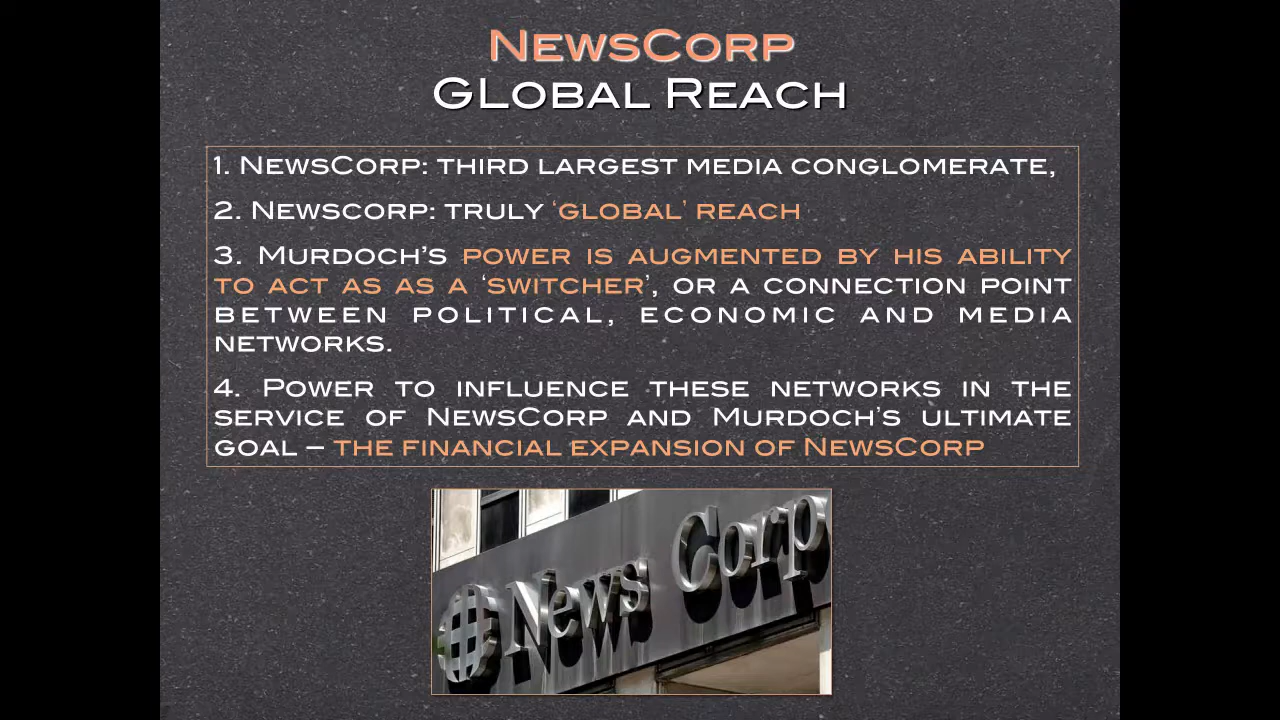 NewsCorp
Global Reach
1. NewsCorp: third largest media conglomerate,
2. Newscorp: truly ‘global’ reach
3. Murdoch’s power is augmented by his ability
to act as as a ‘switcher’, or a connection point
between political, economic and media
networks.
4. Power to influence these networks in the
service of NewsCorp and Murdoch’s ultimate
goal – the financial expansion of NewsCorp
News Corp